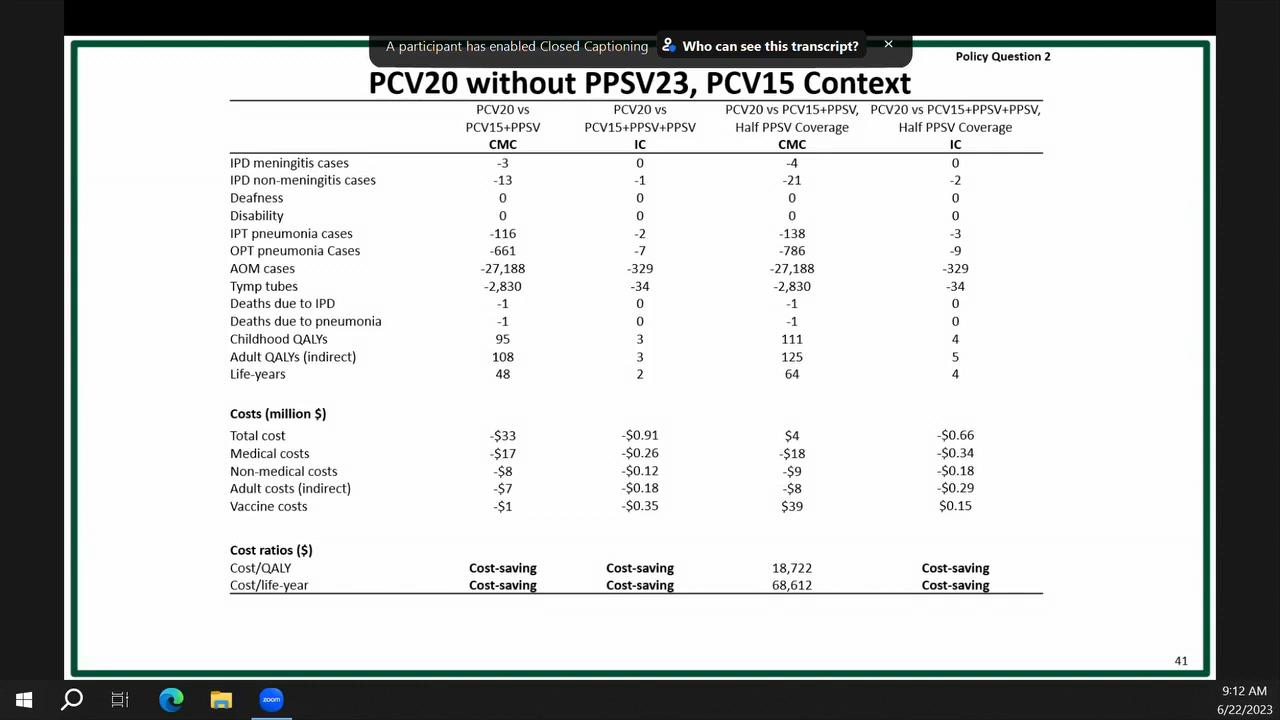 A participant has enabled Closed Captioning Who can see this transcript? ×
Policy Question 2
PCV20 without PPSV23, PCV15 Context
PCV20 vs PCV20 vs PCV20 vs PCV15+PPSV, PCV20 vs PCV15+PPSV+PPSV,
PCV15+PPSV PCV15+PPSV+PPSV Half PPSV Coverage Half PPSV Coverage
CMC IC CMC IC
IPD meningitis cases -3 0 -4 0
IPD non-meningitis cases -13 -1 -21 -2
Deafness 0 0 0 0
Disability 0 0 0 0
IPT pneumonia cases -116 -2 -138 -3
OPT pneumonia Cases -661 -7 -786 -9
AOM cases -27,188 -329 -27,188 -329
Tymp tubes -2,830 -34 -2,830 -34
Deaths due to IPD -1 0 -1 0
Deaths due to pneumonia -1 0 -1 0
Childhood QALYs 95 3 111 4
Adult QALYs (indirect) 108 3 125 5
Life-years 48 2 64 4
Costs (million $)
Total cost -$33 -$0.91 $4 -$0.66
Medical costs -$17 -$0.26 -$18 -$0.34
Non-medical costs -$8 -$0.12 -$9 -$0.18
Adult costs (indirect) -$7 -$0.18 -$8 -$0.29
Vaccine costs -$1 -$0.35 $39 $0.15
Cost ratios ($)
Cost/QALY Cost-saving Cost-saving 18,722 Cost-saving
Cost/life-year Cost-saving Cost-saving 68,612 Cost-saving
41
zoom
9:12 AM
6/22/2023